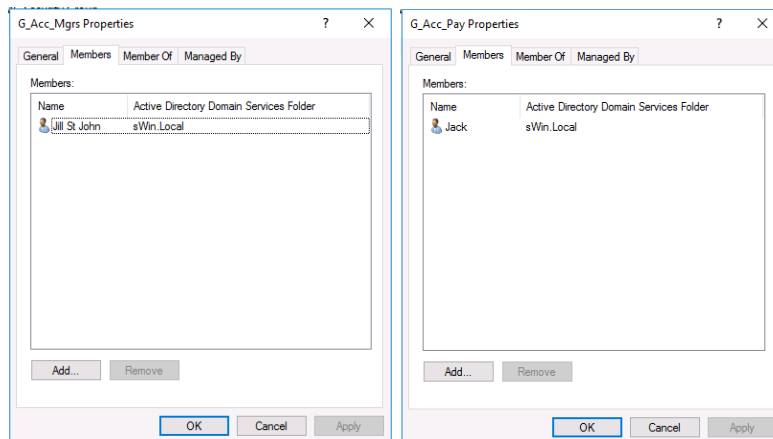 G_Acc_Mgrs Properties ? ×
General Members Member Of Managed By
Members:
Name Active Directory Domain Services Folder
Jill St John sWin.Local
Add... Remove
OK Cancel Apply
G_Acc_Pay Properties ? ×
General Members Member Of Managed By
Members:
Name Active Directory Domain Services Folder
Jack sWin.Local
Add... Remove
OK Cancel Apply